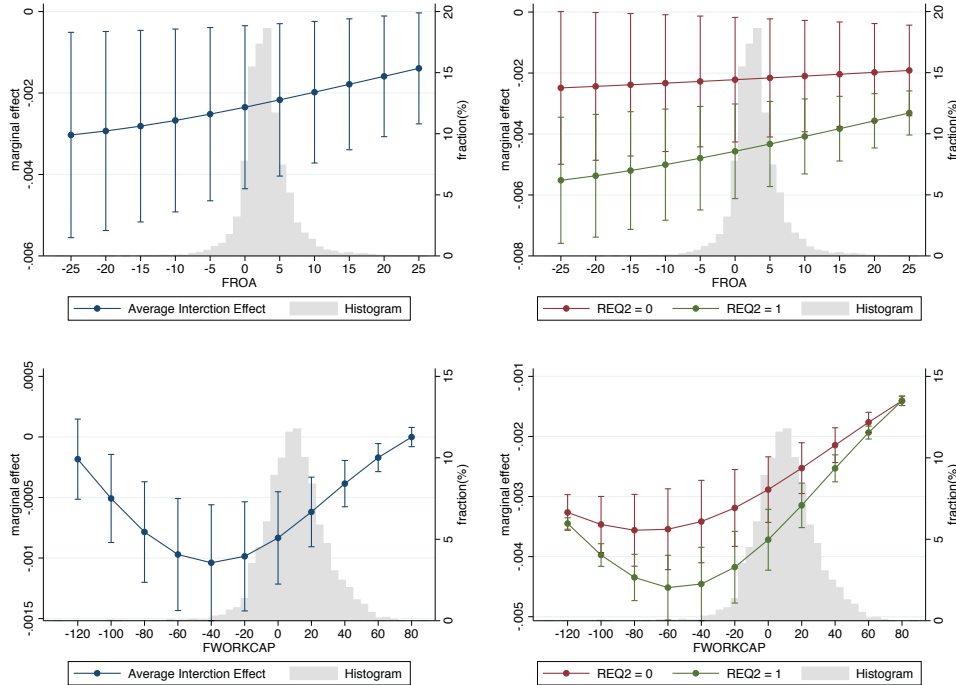 0
-.002
-.004
-.006
marginal effect
20
15
10
5
0
fraction(%)
-25 -20 -15 -10 -5 0 5 10 15 20 25
FROA
Average Interction Effect Histogram
0
-.002
-.004
-.006
-.008
marginal effect
20
15
10
5
0
fraction(%)
-25 -20 -15 -10 -5 0 5 10 15 20 25
FROA
REQ2 = 0 REQ2 = 1 Histogram
.0005
0
-.0005
-.001
-.0015
marginal effect
15
10
5
0
fraction(%)
-120 -100 -80 -60 -40 -20 0 20 40 60 80
FWORKCAP
Average Interction Effect Histogram
-.001
-.002
-.003
-.004
-.005
marginal effect
15
10
5
0
fraction(%)
-120 -100 -80 -60 -40 -20 0 20 40 60 80
FWORKCAP
REQ2 = 0 REQ2 = 1 Histogram